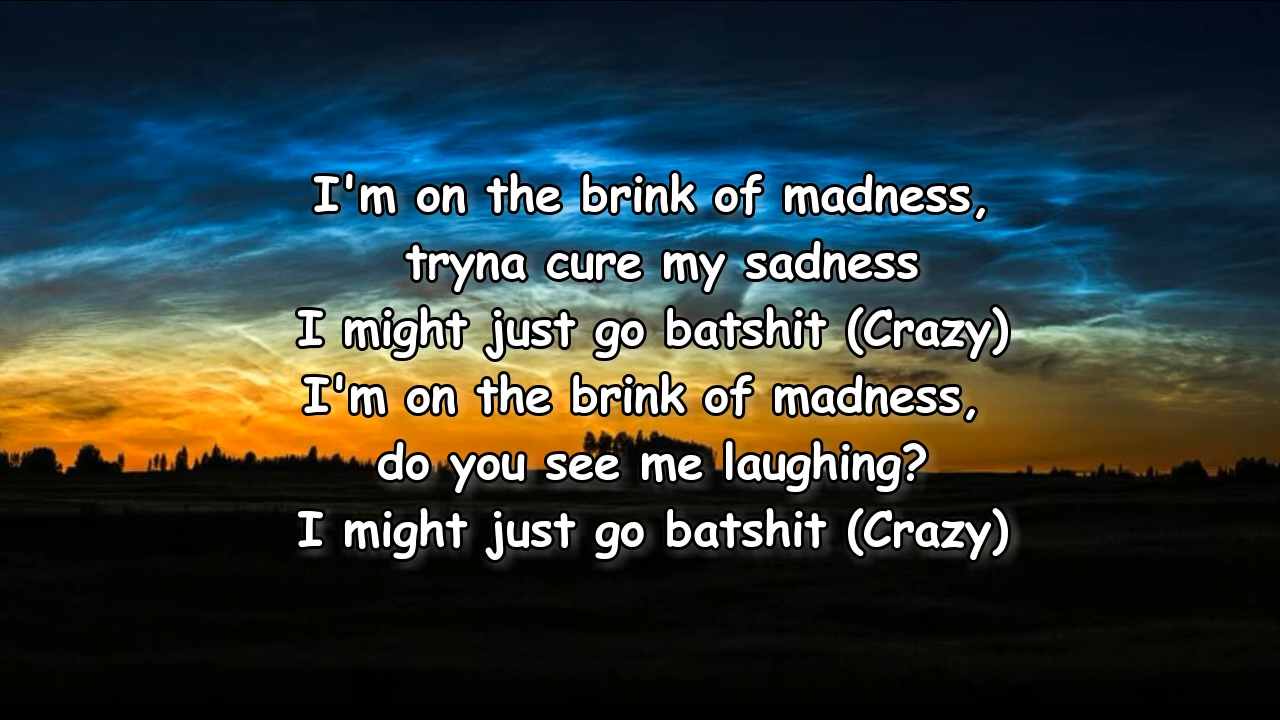 I'm on the brink of madness,
tryna cure my sadness
I might just go batshit (Crazy)
I'm on the brink of madness,
do you see me laughing?
I might just go batshit (Crazy)